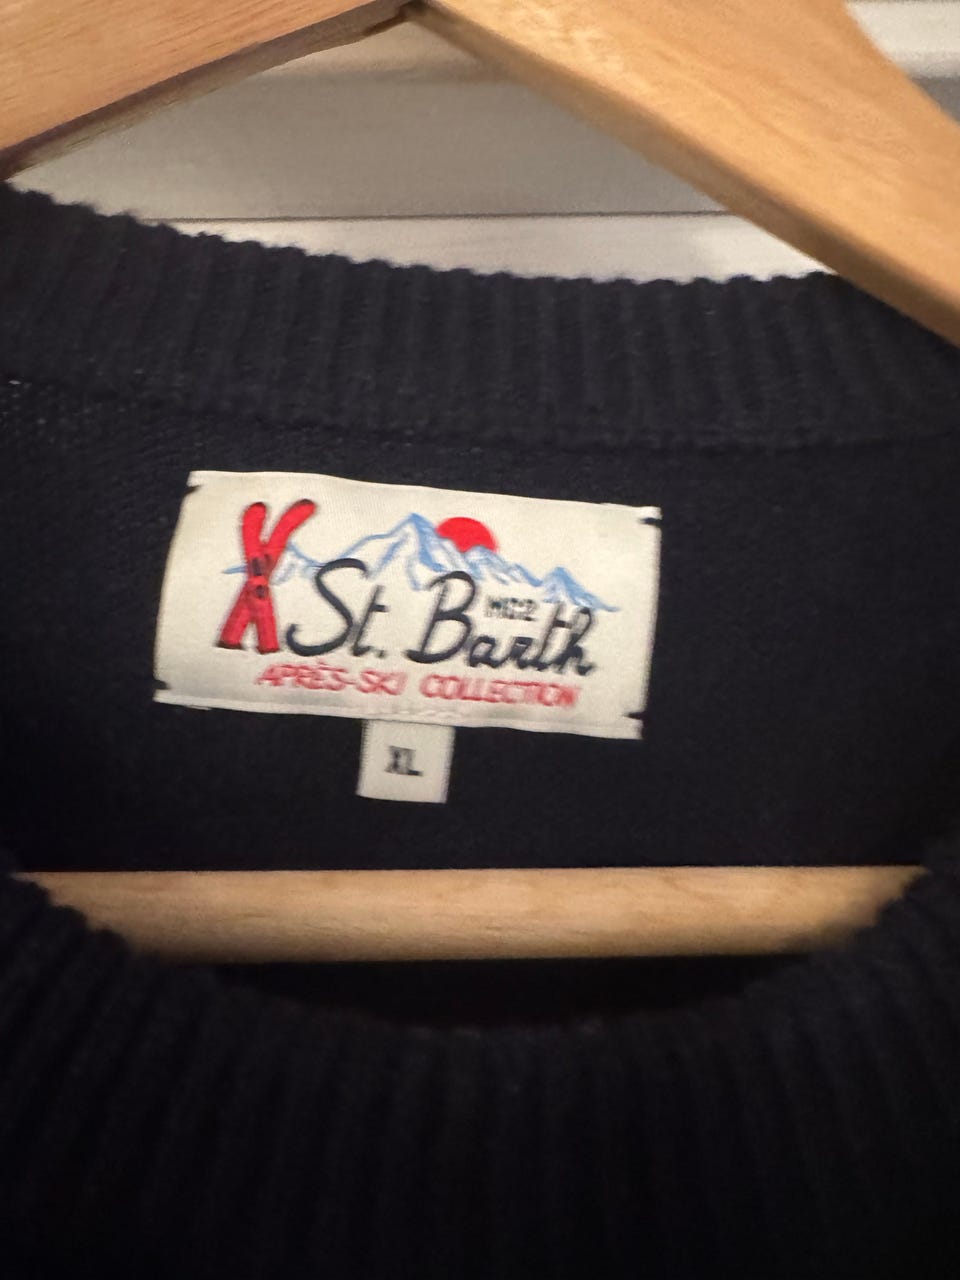 St. Barth
MC2
APRÈS-SKI COLLECTION
XL